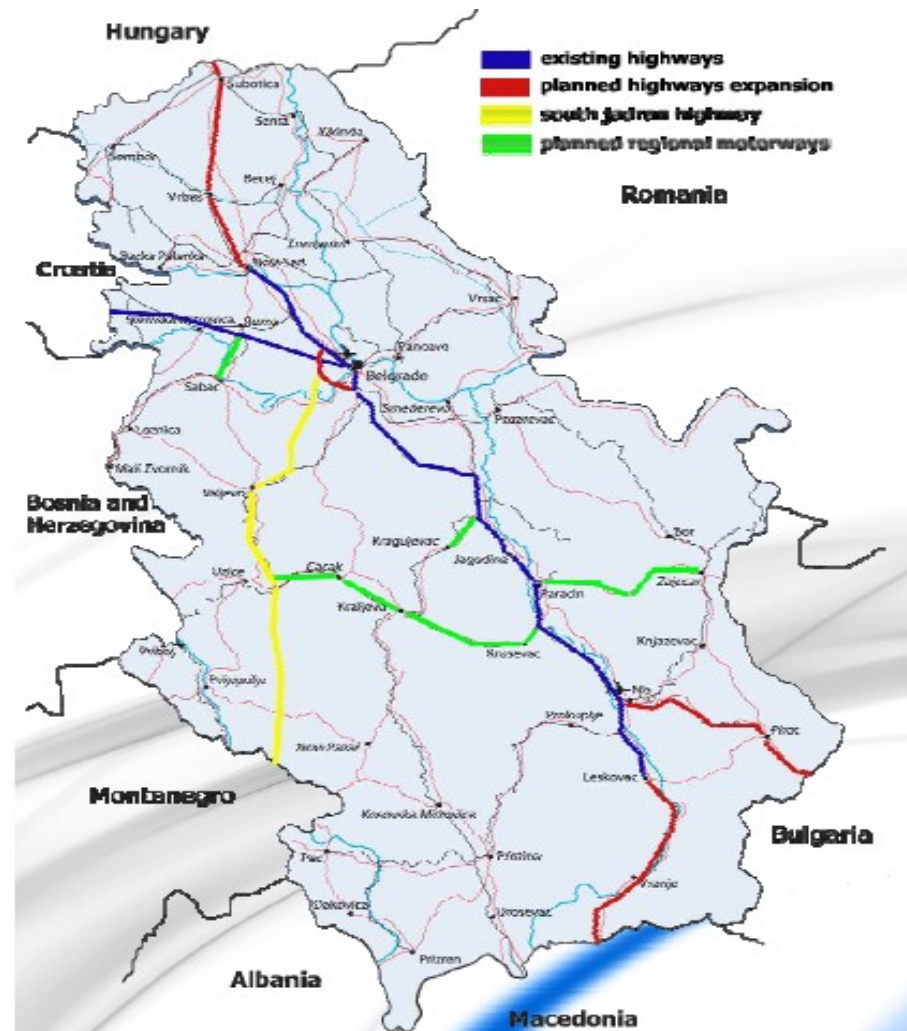 Hungary
existing highways
planned highways expansion
south jadran highway
planned regional motorways
Subotica
Senta
Kikinda
Sombor
Becej
Vrbas
Romania
Zrenjanin
Backa Palanka
Novi Sad
Croatia
Vrsac
Ruma
Pancevo
Belgrade
Sabac
Smederevo
Pozarevac
Loznica
Mali Zvornik
Valjevo
Bosnia and
Herzegovina
Bor
Kragujevac
Jagodina
Uzice
Cacak
Zajecar
Paracin
Kraljevo
Krusevac
Knjazevac
Priboj
Nis
Prijepolje
Prokuplje
Pirot
Novi Pazar
Leskovac
Montenegro
Kosovska Mitrovica
Bulgaria
Pec
Pristina
Vranje
Dakovica
Urosevac
Prizren
Albania
Macedonia